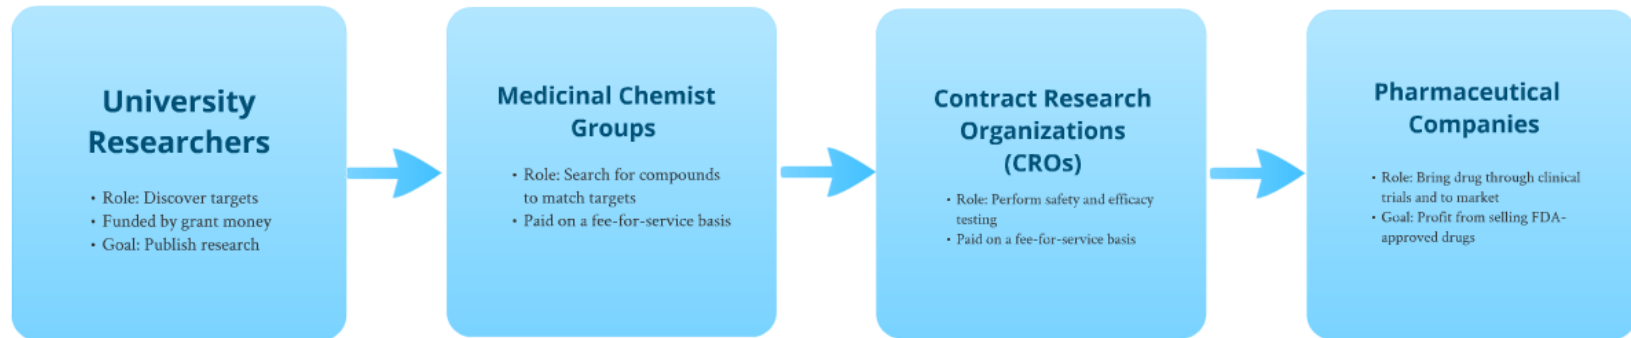 University
Researchers
• Role: Discover targets
• Funded by grant money
• Goal: Publish research
Medicinal Chemist
Groups
• Role: Search for compounds
to match targets
• Paid on a fee-for-service basis
Contract Research
Organizations
(CROs)
• Role: Perform safety and efficacy
testing
• Paid on a fee-for-service basis
Pharmaceutical
Companies
• Role: Bring drug through clinical
trials and to market
• Goal: Profit from selling FDA-
approved drugs